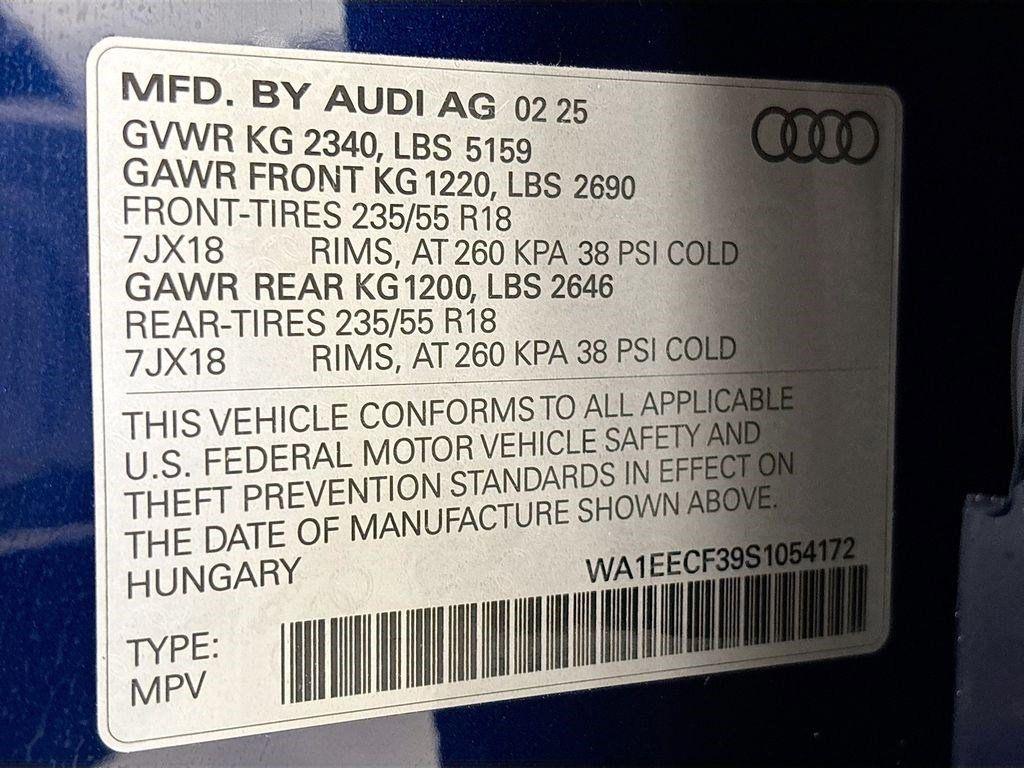 MFD. BY AUDI AG 02 25
GVWR KG 2340, LBS 5159
GAWR FRONT KG 1220, LBS 2690
FRONT-TIRES 235/55 R18
7JX18 RIMS, AT 260 KPA 38 PSI COLD
GAWR REAR KG 1200, LBS 2646
REAR-TIRES 235/55 R18
7JX18 RIMS, AT 260 KPA 38 PSI COLD
THIS VEHICLE CONFORMS TO ALL APPLICABLE
U.S. FEDERAL MOTOR VEHICLE SAFETY AND
THEFT PREVENTION STANDARDS IN EFFECT ON
THE DATE OF MANUFACTURE SHOWN ABOVE.
HUNGARY WA1EECF39S1054172
TYPE:
MPV